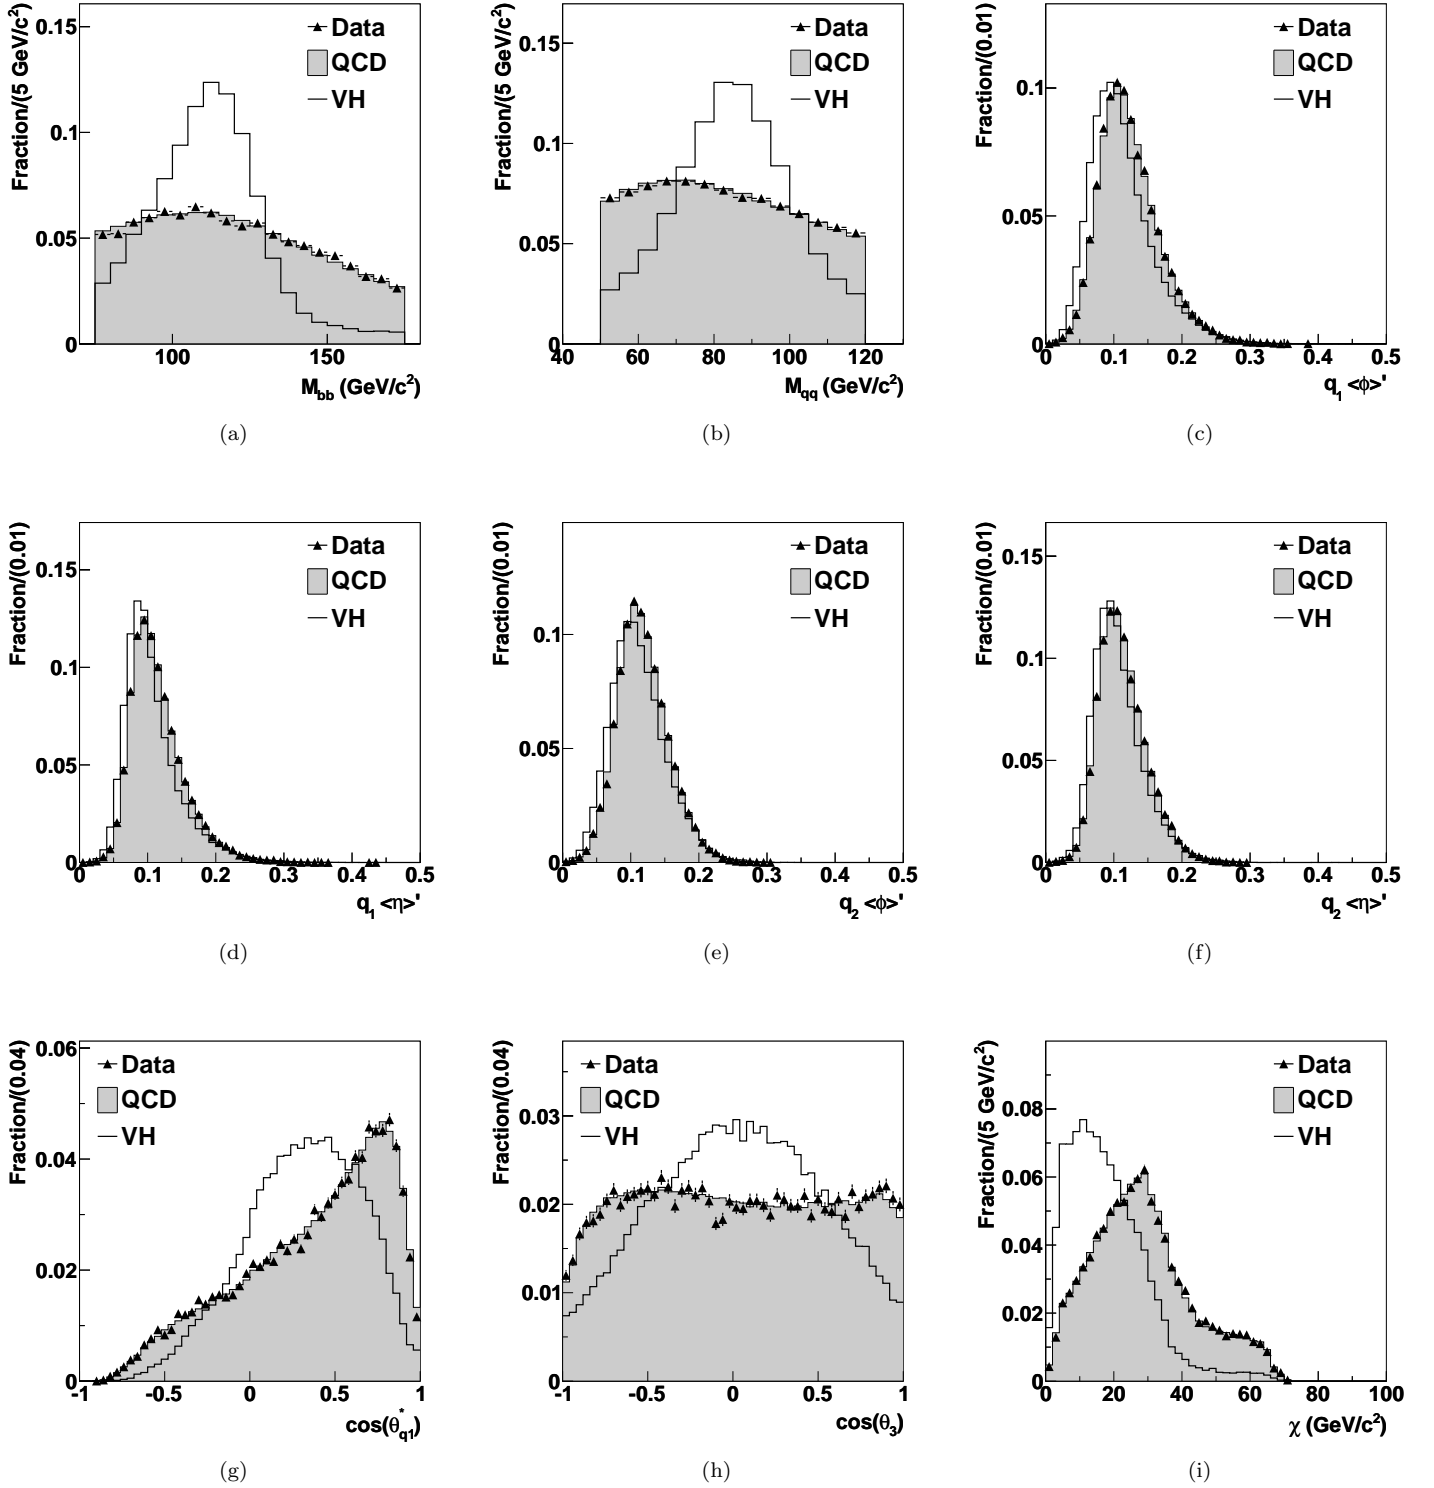 Fraction/(5 GeV/c²)
0.15
0.1
0.05
0
Data
QCD
VH
100 150
M_bb (GeV/c²)
(a)
Fraction/(5 GeV/c²)
0.15
0.1
0.05
0
Data
QCD
VH
40 60 80 100 120
M_qq (GeV/c²)
(b)
Fraction/(0.01)
0.1
0.05
0
Data
QCD
VH
0 0.1 0.2 0.3 0.4 0.5
q₁ <ϕ>'
(c)
Fraction/(0.01)
0.15
0.1
0.05
0
Data
QCD
VH
0 0.1 0.2 0.3 0.4 0.5
q₁ <η>'
(d)
Fraction/(0.01)
0.1
0.05
0
Data
QCD
VH
0 0.1 0.2 0.3 0.4 0.5
q₂ <ϕ>'
(e)
Fraction/(0.01)
0.15
0.1
0.05
0
Data
QCD
VH
0 0.1 0.2 0.3 0.4 0.5
q₂ <η>'
(f)
Fraction/(0.04)
0.06
0.04
0.02
0
Data
QCD
VH
-1 -0.5 0 0.5 1
cos(θ*_q1)
(g)
Fraction/(0.04)
0.03
0.02
0.01
0
Data
QCD
VH
-1 -0.5 0 0.5 1
cos(θ₃)
(h)
Fraction/(5 GeV/c²)
0.08
0.06
0.04
0.02
0
Data
QCD
VH
0 20 40 60 80 100
χ (GeV/c²)
(i)